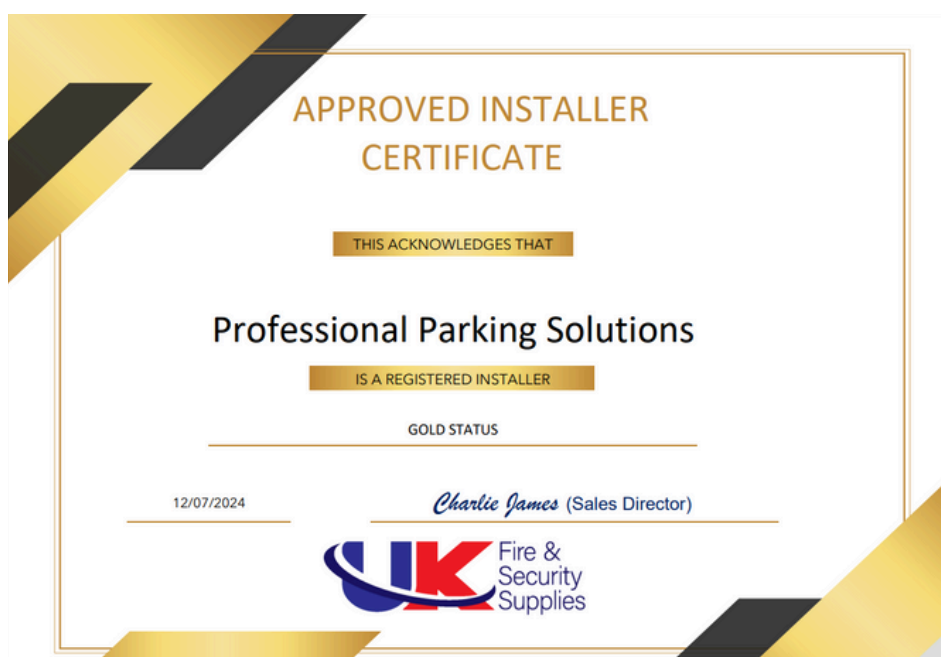 APPROVED INSTALLER
CERTIFICATE
THIS ACKNOWLEDGES THAT
Professional Parking Solutions
IS A REGISTERED INSTALLER
GOLD STATUS
12/07/2024
Charlie James (Sales Director)
UK
Fire &
Security
Supplies